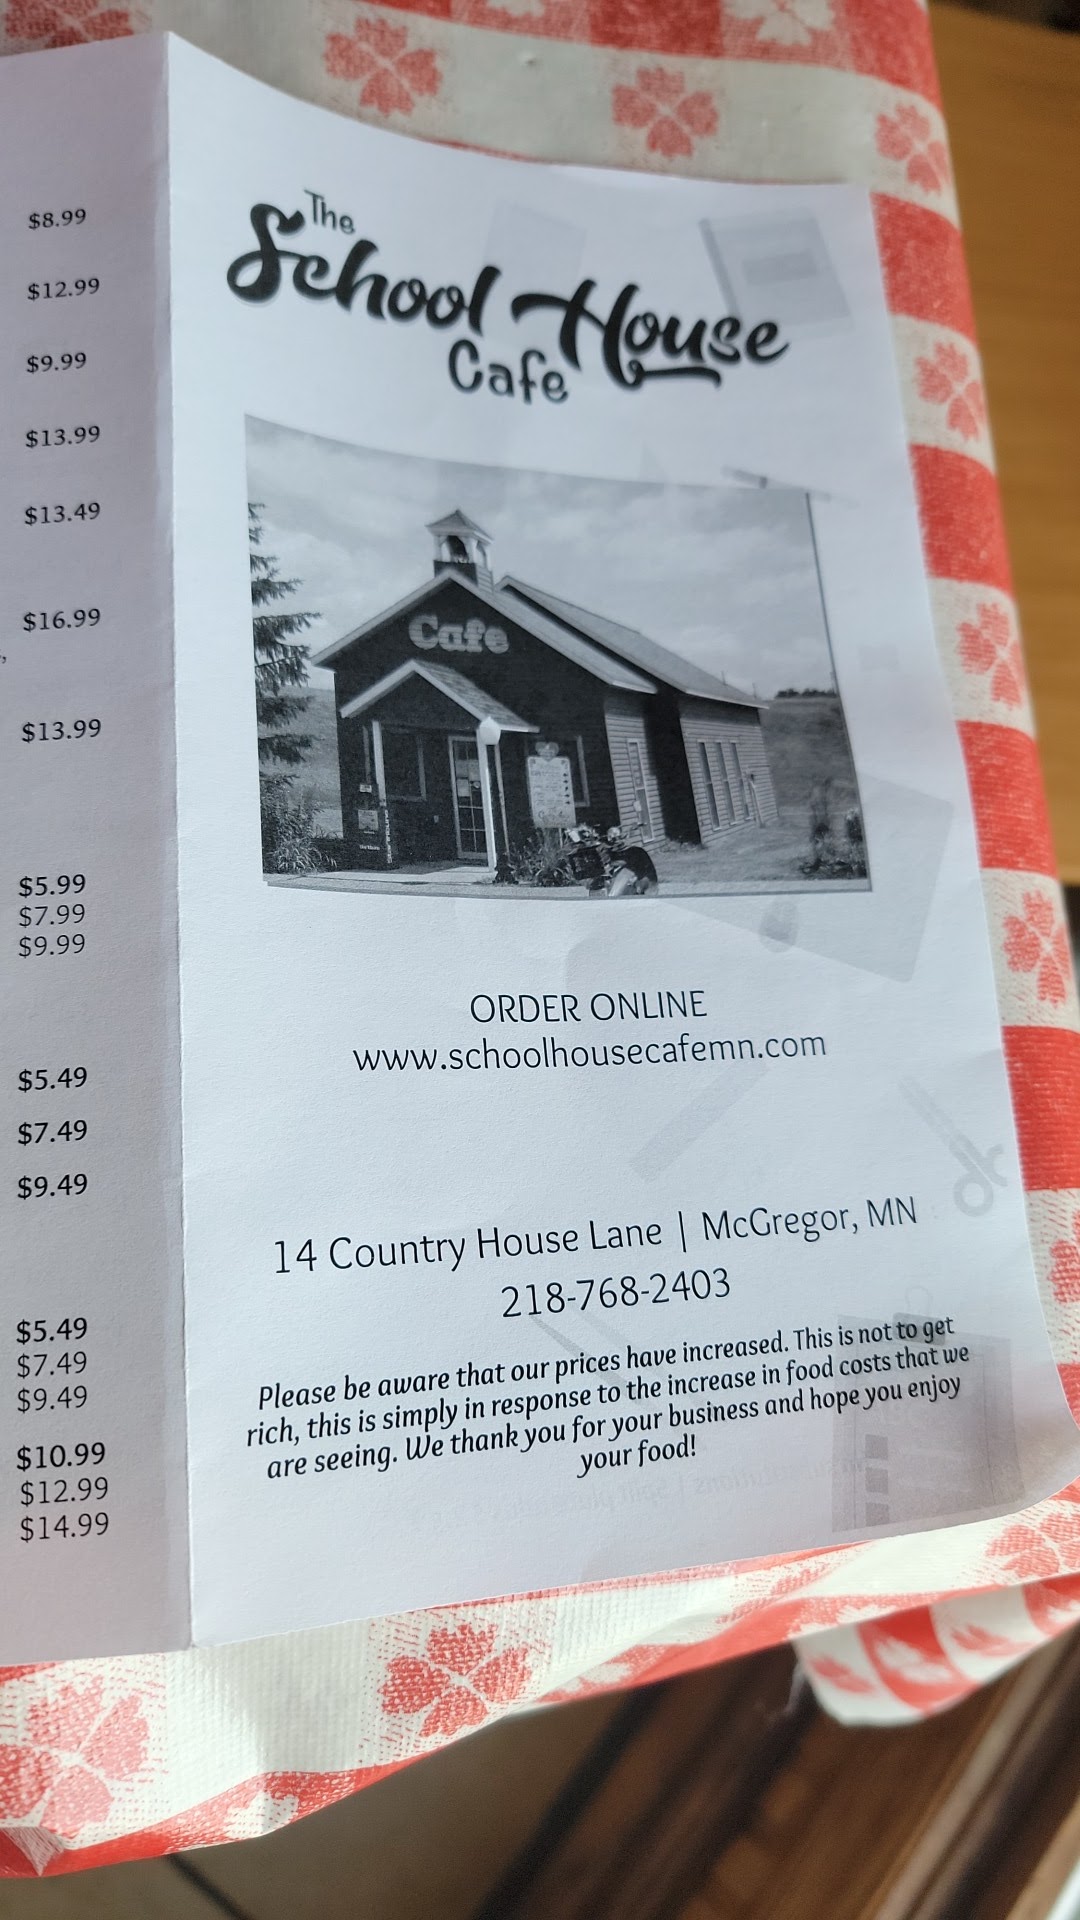 $8.99
$12.99
$9.99
$13.99
$13.49
$16.99
$13.99
$5.99
$7.99
$9.99
$5.49
$7.49
$9.49
$5.49
$7.49
$9.49
$10.99
$12.99
$14.99
The
School House
Cafe
Cafe
ORDER ONLINE
www.schoolhousecafemn.com
14 Country House Lane | McGregor, MN
218-768-2403
Please be aware that our prices have increased. This is not to get
rich, this is simply in response to the increase in food costs that we
are seeing. We thank you for your business and hope you enjoy
your food!